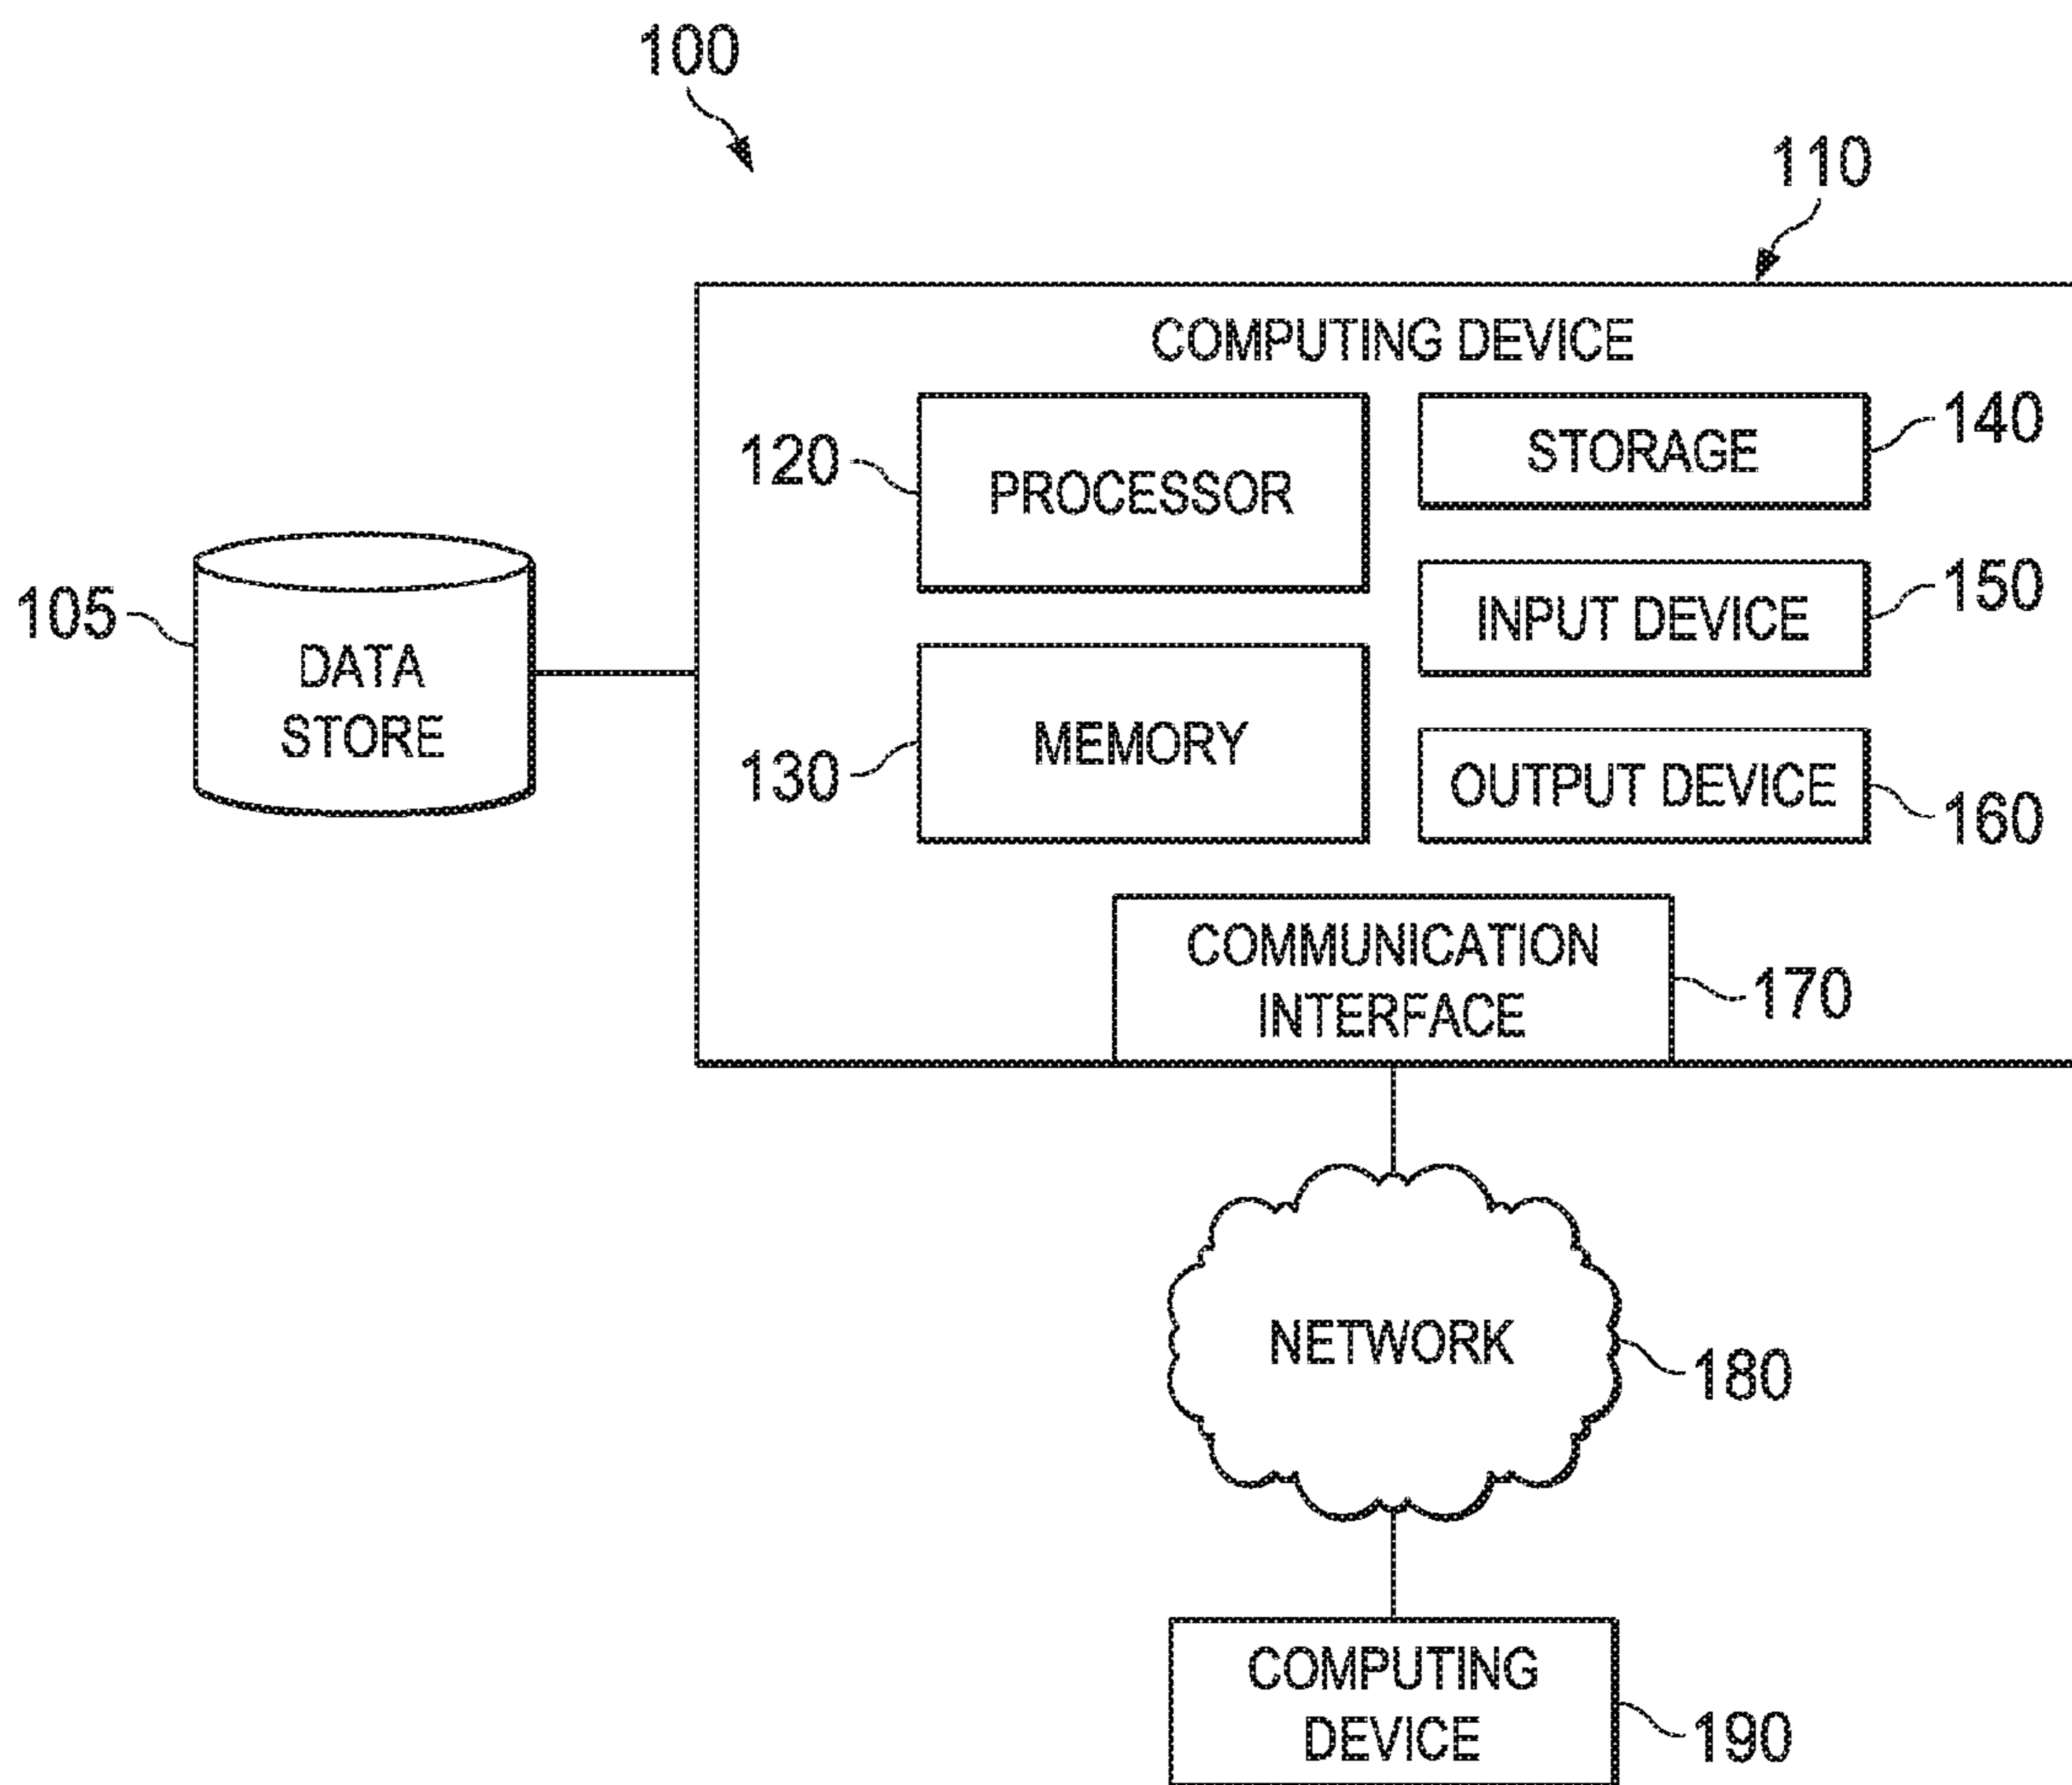 100
110
COMPUTING DEVICE
120
PROCESSOR
STORAGE
140
105
DATA
STORE
INPUT DEVICE
150
130
MEMORY
OUTPUT DEVICE
160
COMMUNICATION
INTERFACE
170
NETWORK
180
COMPUTING
DEVICE
190